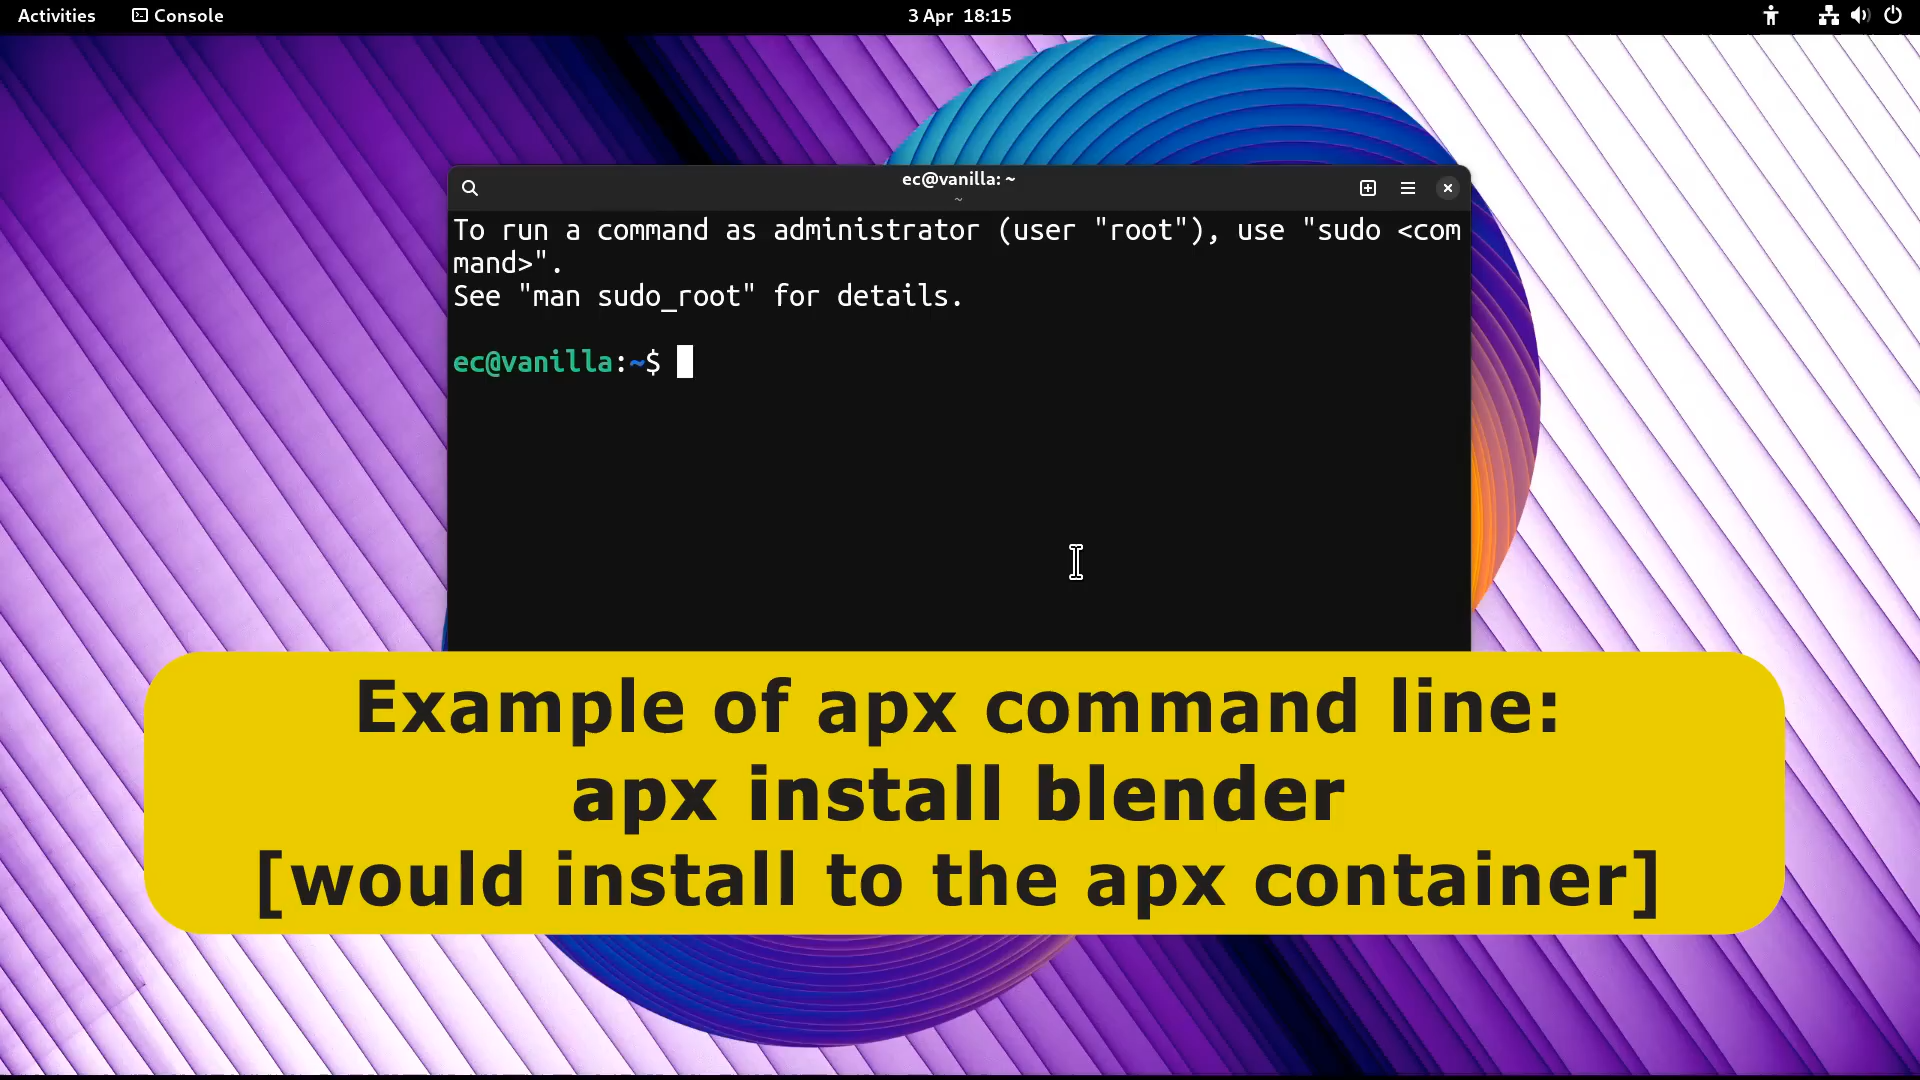 Activities
Console
3 Apr 18:15
ec@vanilla: ~
~
To run a command as administrator (user "root"), use "sudo <com
mand>".
See "man sudo_root" for details.
ec@vanilla:~$
Example of apx command line:
apx install blender
[would install to the apx container]